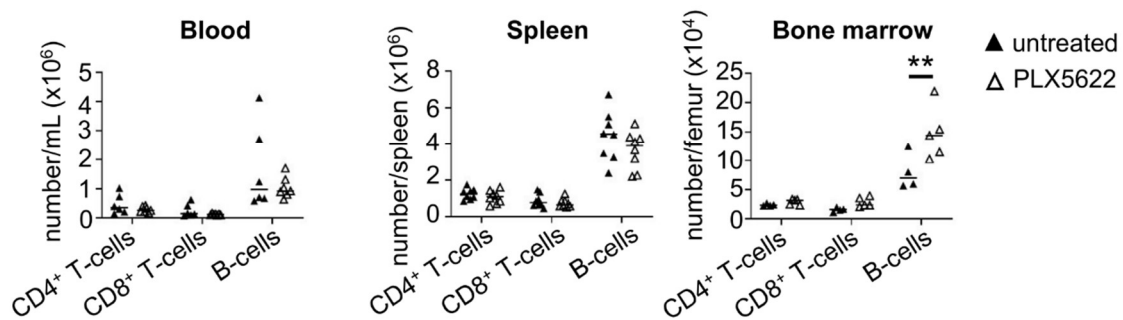 Blood
number/mL (x10⁶)
5
4
3
2
1
0
CD4⁺ T-cells
CD8⁺ T-cells
B-cells
Spleen
number/spleen (x10⁶)
8
6
4
2
0
CD4⁺ T-cells
CD8⁺ T-cells
B-cells
Bone marrow
number/femur (x10⁴)
25
20
15
10
5
0
**
CD4⁺ T-cells
CD8⁺ T-cells
B-cells
▲ untreated
△ PLX5622